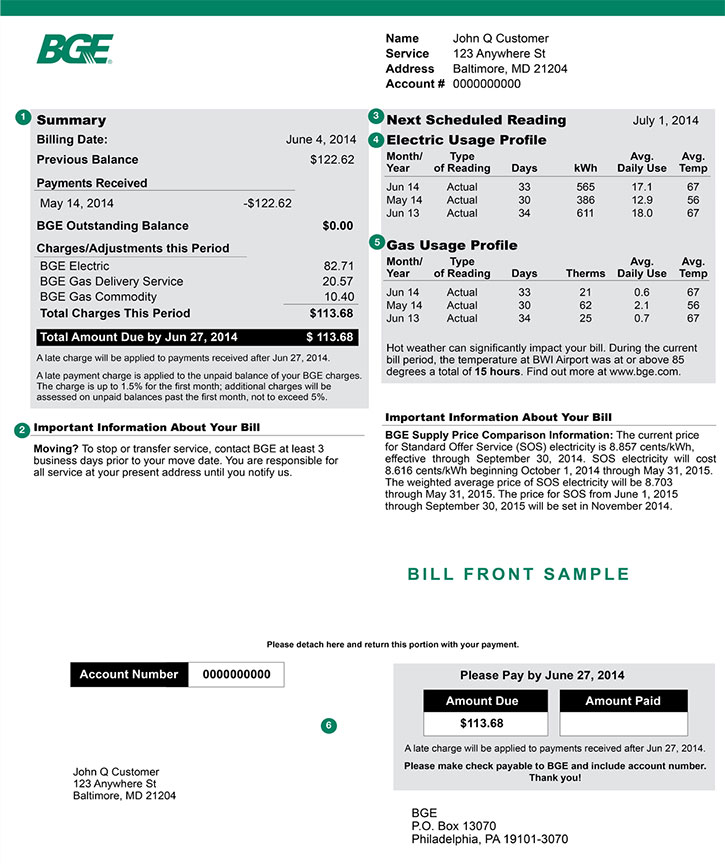 BGE
Name John Q Customer
Service 123 Anywhere St
Address Baltimore, MD 21204
Account # 0000000000
1 Summary
Billing Date: June 4, 2014
Previous Balance $122.62
Payments Received
May 14, 2014 -$122.62
BGE Outstanding Balance $0.00
Charges/Adjustments this Period
BGE Electric 82.71
BGE Gas Delivery Service 20.57
BGE Gas Commodity 10.40
Total Charges This Period $113.68
Total Amount Due by Jun 27, 2014 $ 113.68
A late charge will be applied to payments received after Jun 27, 2014.
A late payment charge is applied to the unpaid balance of your BGE charges.
The charge is up to 1.5% for the first month; additional charges will be
assessed on unpaid balances past the first month, not to exceed 5%.
2 Important Information About Your Bill
Moving? To stop or transfer service, contact BGE at least 3
business days prior to your move date. You are responsible for
all service at your present address until you notify us.
3 Next Scheduled Reading July 1, 2014
4 Electric Usage Profile
Month/ Type Avg. Avg.
Year of Reading Days kWh Daily Use Temp
Jun 14 Actual 33 565 17.1 67
May 14 Actual 30 386 12.9 56
Jun 13 Actual 34 611 18.0 67
5 Gas Usage Profile
Month/ Type Avg. Avg.
Year of Reading Days Therms Daily Use Temp
Jun 14 Actual 33 21 0.6 67
May 14 Actual 30 62 2.1 56
Jun 13 Actual 34 25 0.7 67
Hot weather can significantly impact your bill. During the current
bill period, the temperature at BWI Airport was at or above 85
degrees a total of 15 hours. Find out more at www.bge.com.
Important Information About Your Bill
BGE Supply Price Comparison Information: The current price
for Standard Offer Service (SOS) electricity is 8.857 cents/kWh,
effective through September 30, 2014. SOS electricity will cost
8.616 cents/kWh beginning October 1, 2014 through May 31, 2015.
The weighted average price of SOS electricity will be 8.703
through May 31, 2015. The price for SOS from June 1, 2015
through September 30, 2015 will be set in November 2014.
BILL FRONT SAMPLE
Please detach here and return this portion with your payment.
Account Number 0000000000
6
John Q Customer
123 Anywhere St
Baltimore, MD 21204
Please Pay by June 27, 2014
Amount Due Amount Paid
$113.68
A late charge will be applied to payments received after Jun 27, 2014.
Please make check payable to BGE and include account number.
Thank you!
BGE
P.O. Box 13070
Philadelphia, PA 19101-3070